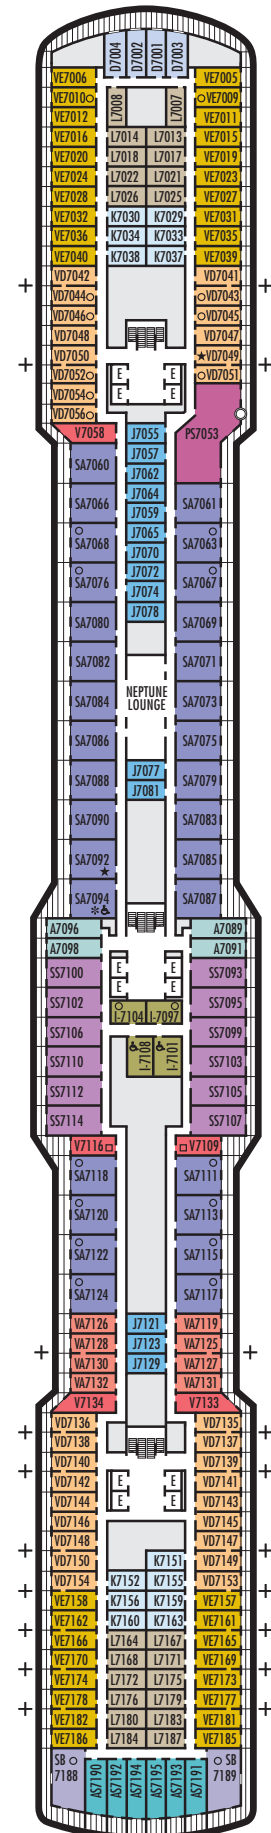 D7004 D7002 D7001 D7003
VE7006 VE7005
VE7010 L7008 L7007 VE7009
VE7012 VE7011
VE7016 L7014 L7013 VE7015
VE7020 L7018 L7017 VE7019
VE7024 L7022 L7021 VE7023
VE7028 L7026 L7025 VE7027
VE7032 K7030 K7029 VE7031
VE7036 K7034 K7033 VE7035
VE7040 K7038 K7037 VE7039
VD7042 VD7041
VD7044 VD7043
VD7046 VD7045
VD7048 VD7047
VD7050 VD7049
VD7052 E E VD7051
VD7054 E E
VD7056
V7058 J7055 PS7053
J7057
SA7060 J7062
J7064
SA7066 J7059 SA7061
J7065
SA7068 J7070 SA7063
J7072
SA7076 J7074 SA7067
J7078
SA7080 SA7069
SA7082 SA7071
NEPTUNE
LOUNGE
SA7084 SA7073
SA7086 SA7075
J7077
SA7088 J7081 SA7079
SA7090 SA7083
SA7092 SA7085
SA7094 SA7087
A7096 A7089
A7098 A7091
SS7100 E E SS7093
E E
SS7102 I-7104 I-7097 SS7095
SS7106 SS7099
SS7110 I-7108 I-7101 SS7103
SS7112 SS7105
SS7114 SS7107
V7116 V7109
SA7118 SA7111
SA7120 SA7113
SA7122 SA7115
SA7124 SA7117
VA7126 J7121 VA7119
VA7128 J7123 VA7125
VA7130 J7129 VA7127
VA7132 VA7131
V7134 V7133
VD7136 VD7135
VD7138 VD7137
VD7140 VD7139
VD7142 E E VD7141
VD7144 E E VD7143
VD7146 VD7145
VD7148 VD7147
VD7150 K7151 VD7149
VD7154 K7152 K7155 VD7153
VE7158 K7156 K7159 VE7157
VE7162 K7160 K7163 VE7161
VE7166 L7164 L7167 VE7165
VE7170 L7168 L7171 VE7169
VE7174 L7172 L7175 VE7173
VE7178 L7176 L7179 VE7177
VE7182 L7180 L7183 VE7181
VE7186 L7184 L7187 VE7185
SB SB
7188 AS7190 AS7192 AS7194 AS7195 AS7193 AS7191 7189